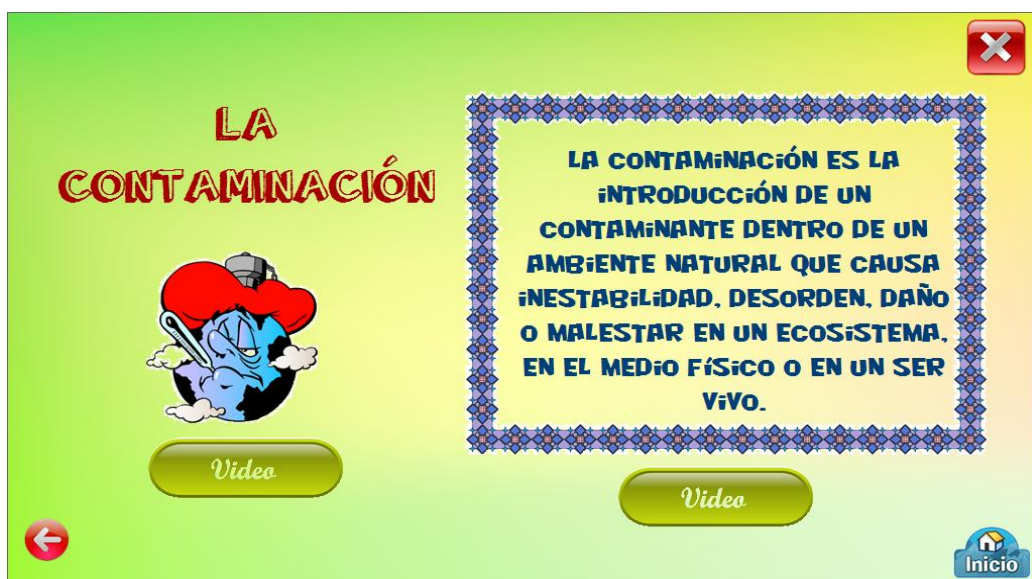 LA
CONTAMINACIÓN
LA CONTAMINACIÓN ES LA
INTRODUCCIÓN DE UN
CONTAMINANTE DENTRO DE UN
AMBIENTE NATURAL QUE CAUSA
INESTABILIDAD, DESORDEN, DAÑO
O MALESTAR EN UN ECOSISTEMA,
EN EL MEDIO FÍSICO O EN UN SER
VIVO.
Video
Video
Inicio